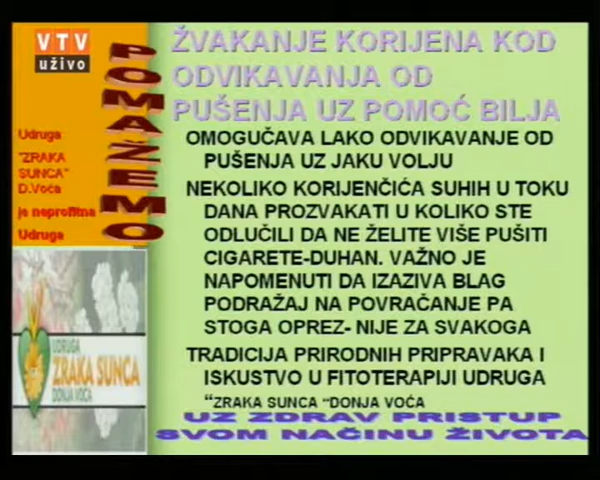 VTV
uživo
POMAŽEMO
Udruga
"ZRAKA
SUNCA"
D.Voća
je neprofitna
Udruga
UDRUGA
ZRAKA SUNCA
DONJA VOĆA
ŽVAKANJE KORIJENA KOD
ODVIKAVANJA OD
PUŠENJA UZ POMOĆ BILJA
OMOGUČAVA LAKO ODVIKAVANJE OD
PUŠENJA UZ JAKU VOLJU
NEKOLIKO KORIJENČIĆA SUHIH U TOKU
DANA PROZVAKATI U KOLIKO STE
ODLUČILI DA NE ŽELITE VIŠE PUŠITI
CIGARETE-DUHAN. VAŽNO JE
NAPOMENUTI DA IZAZIVA BLAG
PODRAŽAJ NA POVRAČANJE PA
STOGA OPREZ- NIJE ZA SVAKOGA
TRADICIJA PRIRODNIH PRIPRAVAKA I
ISKUSTVO U FITOTERAPIJI UDRUGA
“ZRAKA SUNCA “DONJA VOĆA
UZ ZDRAV PRISTUP
SVOM NAČINU ŽIVOTA